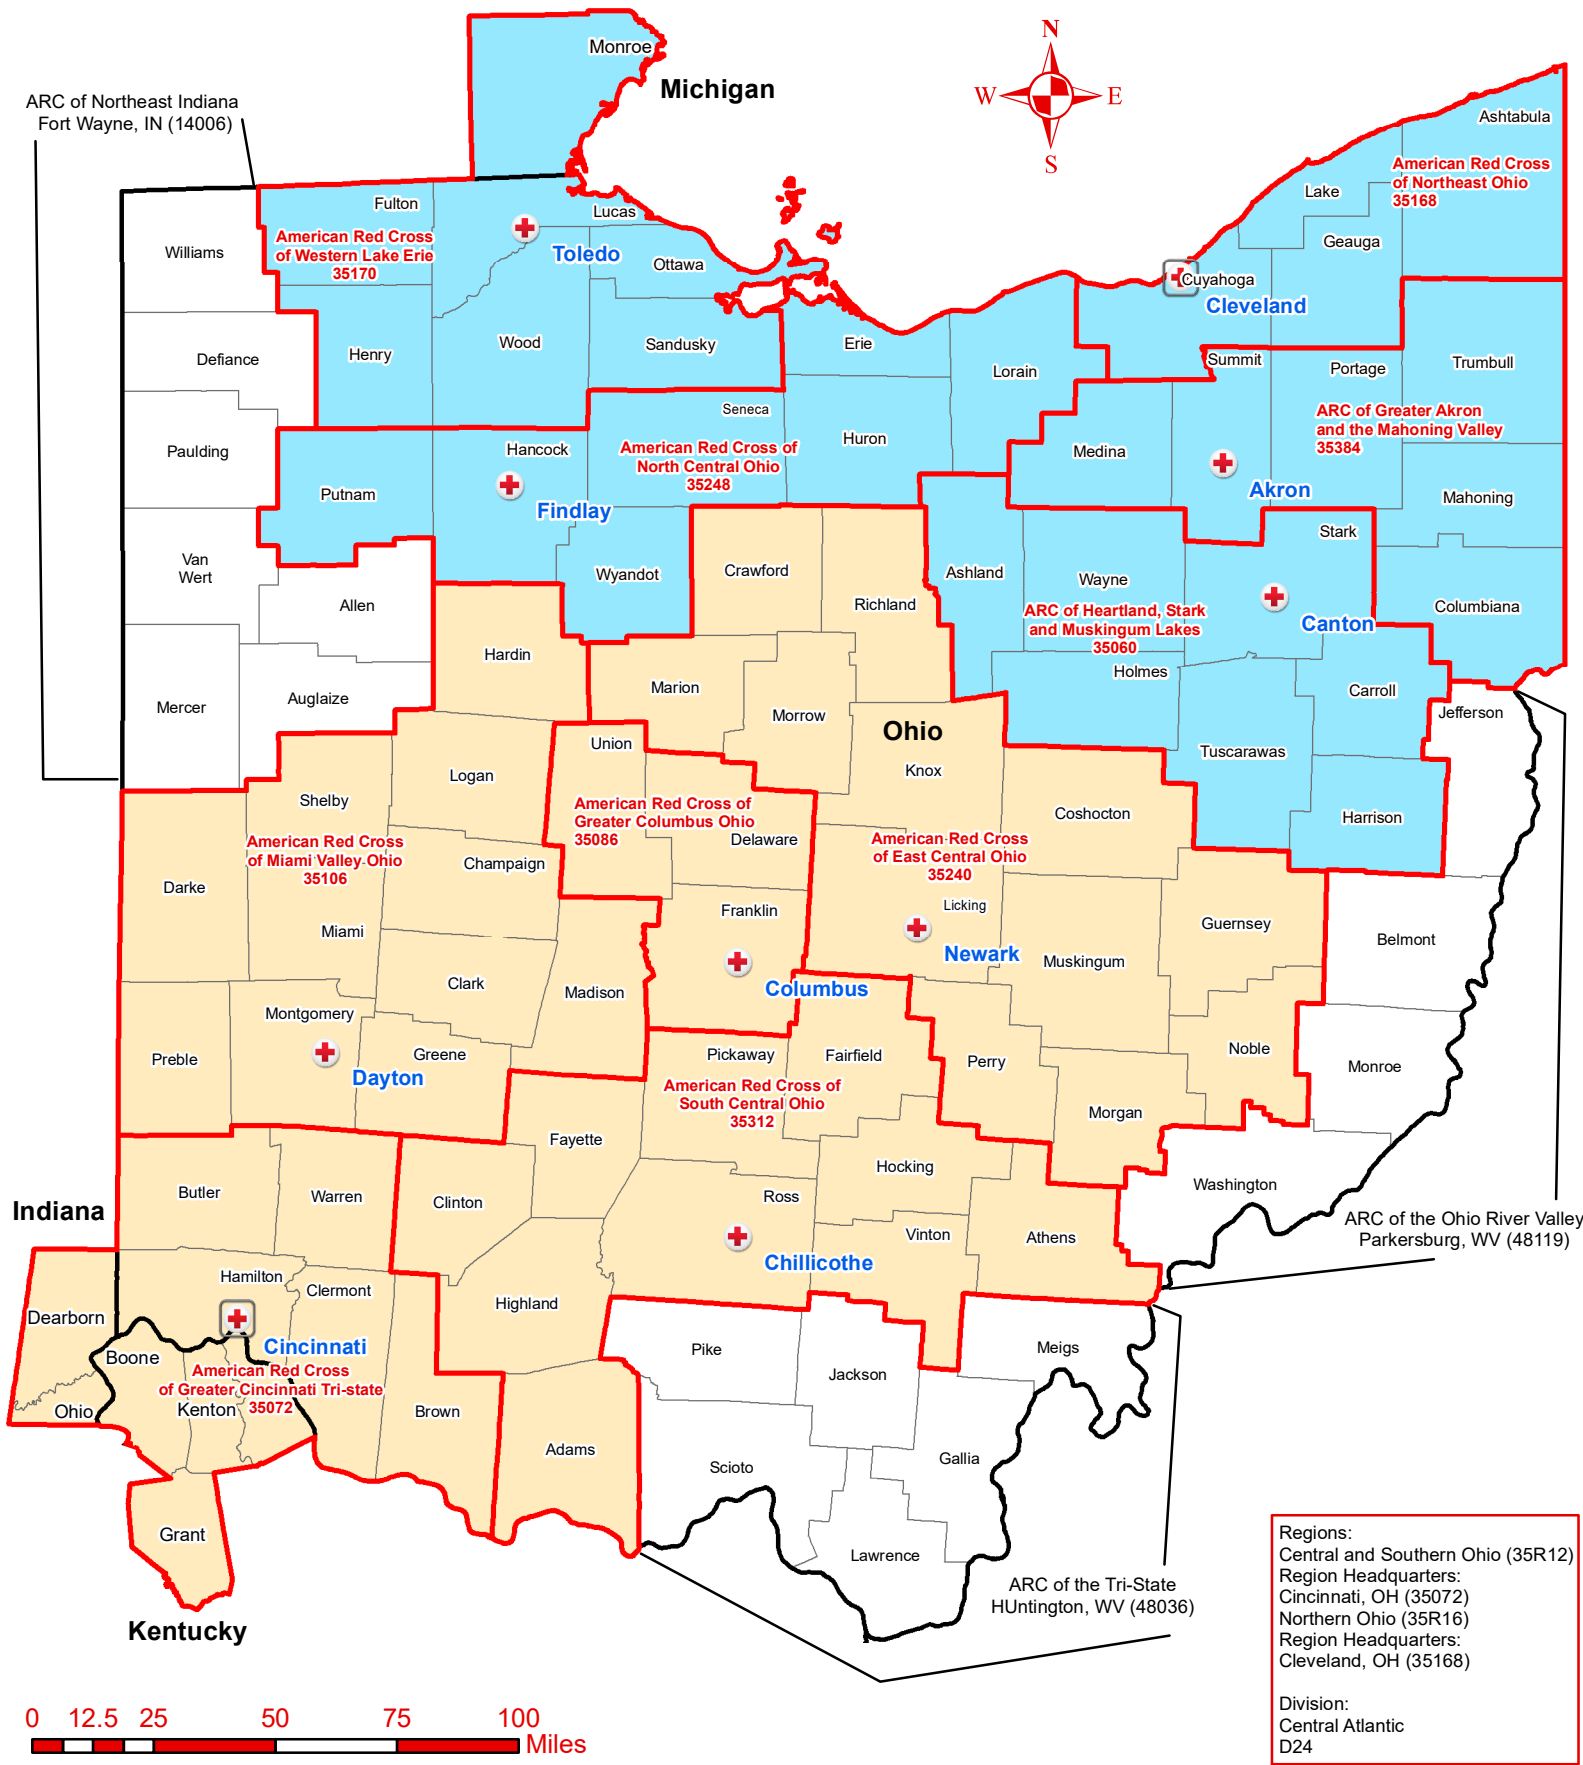 Monroe
Michigan
N
W
E
S
ARC of Northeast Indiana
Fort Wayne, IN (14006)
Ashtabula
American Red Cross
of Northeast Ohio
35168
Lake
Geauga
Cuyahoga
Cleveland
Fulton
Lucas
American Red Cross
of Western Lake Erie
35170
Toledo
Ottawa
Williams
Defiance
Henry
Wood
Sandusky
Erie
Lorain
Summit
Portage
Trumbull
Seneca
Huron
Medina
ARC of Greater Akron
and the Mahoning Valley
35384
Akron
Mahoning
Paulding
Hancock
American Red Cross of
North Central Ohio
35248
Putnam
Findlay
Van
Wert
Allen
Wyandot
Crawford
Richland
Ashland
Wayne
Stark
ARC of Heartland, Stark
and Muskingum Lakes
35060
Canton
Columbiana
Holmes
Carroll
Jefferson
Tuscarawas
Harrison
Hardin
Marion
Morrow
Mercer
Auglaize
Ohio
Knox
Union
Logan
Shelby
American Red Cross of
Greater Columbus Ohio
35086
Delaware
Coshocton
American Red Cross
of Miami Valley Ohio
35106
Champaign
American Red Cross
of East Central Ohio
35240
Darke
Miami
Franklin
Licking
Guernsey
Belmont
Newark
Muskingum
Columbus
Clark
Madison
Montgomery
Greene
Preble
Dayton
Pickaway
Fairfield
Perry
Noble
Monroe
American Red Cross of
South Central Ohio
35312
Morgan
Fayette
Hocking
Washington
Butler
Warren
Clinton
Ross
Vinton
Athens
Indiana
Chillicothe
ARC of the Ohio River Valley
Parkersburg, WV (48119)
Hamilton
Clermont
Highland
Dearborn
Cincinnati
Boone
American Red Cross
of Greater Cincinnati Tri-state
35072
Ohio
Kenton
Brown
Pike
Jackson
Meigs
Adams
Scioto
Gallia
Lawrence
Grant
Kentucky
ARC of the Tri-State
HUntington, WV (48036)
Regions:
Central and Southern Ohio (35R12)
Region Headquarters:
Cincinnati, OH (35072)
Northern Ohio (35R16)
Region Headquarters:
Cleveland, OH (35168)
Division:
Central Atlantic
D24
0 12.5 25 50 75 100
Miles